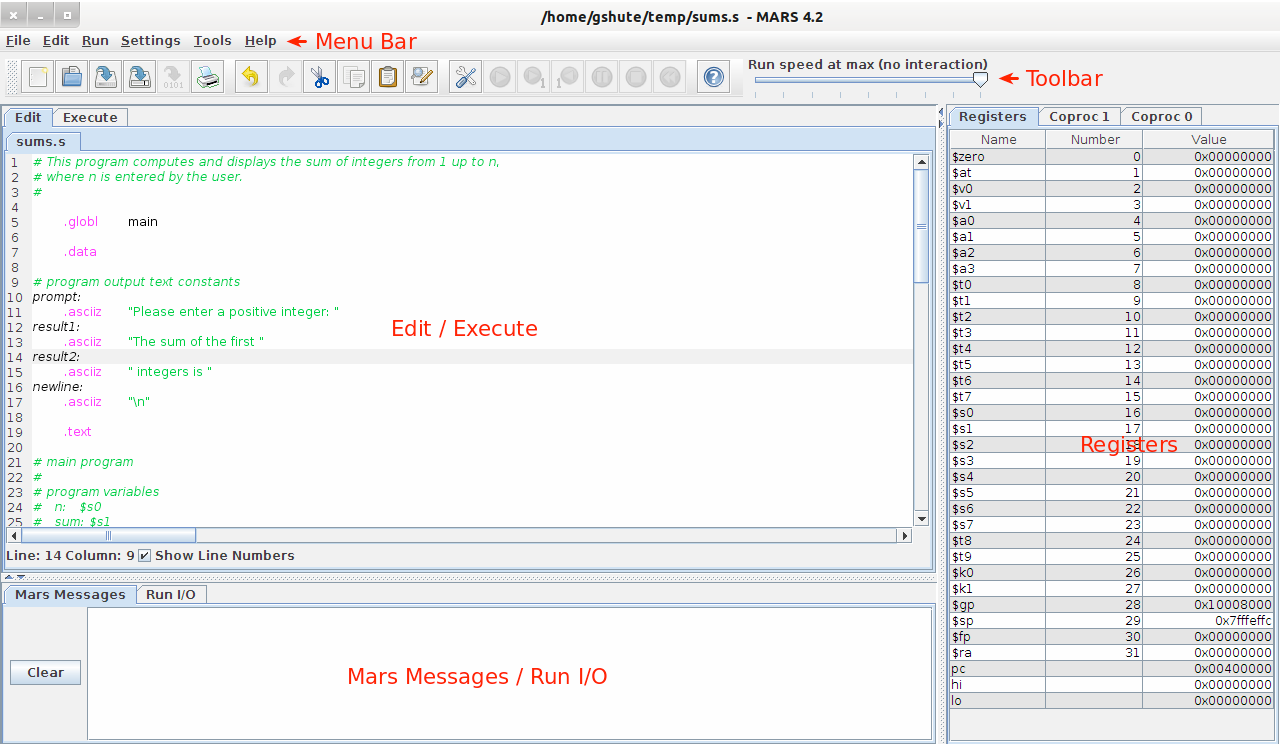 /home/gshute/temp/sums.s - MARS 4.2
File Edit Run Settings Tools Help Menu Bar
Run speed at max (no interaction)
Toolbar
Edit Execute
sums.s
1 # This program computes and displays the sum of integers from 1 up to n,
2 # where n is entered by the user.
3 #
4
5 .globl main
6
7 .data
8
9 # program output text constants
10 prompt:
11 .asciiz "Please enter a positive integer: "
12 result1:
13 .asciiz "The sum of the first "
14 result2:
15 .asciiz " integers is "
16 newline:
17 .asciiz "\n"
18
19 .text
20
21 # main program
22 #
23 # program variables
24 # n: $s0
25 # sum: $s1
Edit / Execute
Line: 14 Column: 9 Show Line Numbers
Mars Messages Run I/O
Clear
Mars Messages / Run I/O
Registers Coproc 1 Coproc 0
Name Number Value
$zero 0 0x00000000
$at 1 0x00000000
$v0 2 0x00000000
$v1 3 0x00000000
$a0 4 0x00000000
$a1 5 0x00000000
$a2 6 0x00000000
$a3 7 0x00000000
$t0 8 0x00000000
$t1 9 0x00000000
$t2 10 0x00000000
$t3 11 0x00000000
$t4 12 0x00000000
$t5 13 0x00000000
$t6 14 0x00000000
$t7 15 0x00000000
$s0 16 0x00000000
$s1 17 0x00000000
$s2 18 0x00000000
Registers
$s3 19 0x00000000
$s4 20 0x00000000
$s5 21 0x00000000
$s6 22 0x00000000
$s7 23 0x00000000
$t8 24 0x00000000
$t9 25 0x00000000
$k0 26 0x00000000
$k1 27 0x00000000
$gp 28 0x10008000
$sp 29 0x7fffeffc
$fp 30 0x00000000
$ra 31 0x00000000
pc 0x00400000
hi 0x00000000
lo 0x00000000